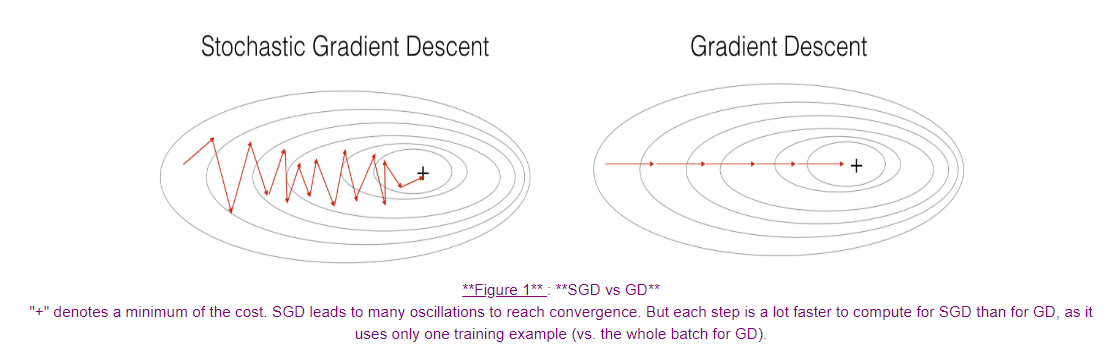 Stochastic Gradient Descent
Gradient Descent
**Figure 1** : **SGD vs GD**
"+" denotes a minimum of the cost. SGD leads to many oscillations to reach convergence. But each step is a lot faster to compute for SGD than for GD, as it
uses only one training example (vs. the whole batch for GD).